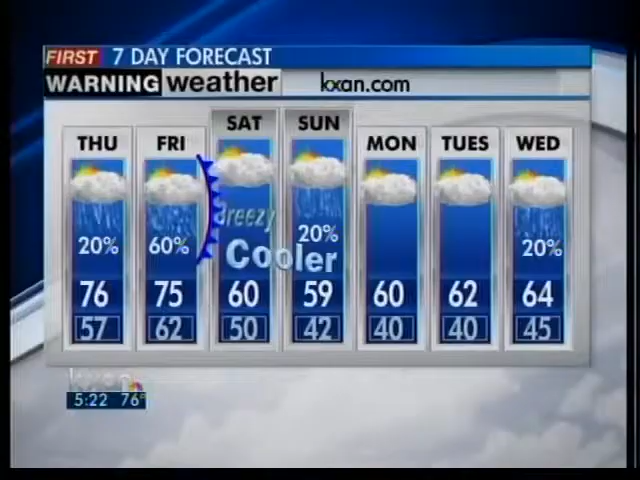 FIRST 7 DAY FORECAST
WARNING weather kxan.com
THU FRI SAT SUN MON TUES WED
Breezy
Cooler
20% 60% 20% 20%
76 75 60 59 60 62 64
57 62 50 42 40 40 45
kxan
5:22 76°